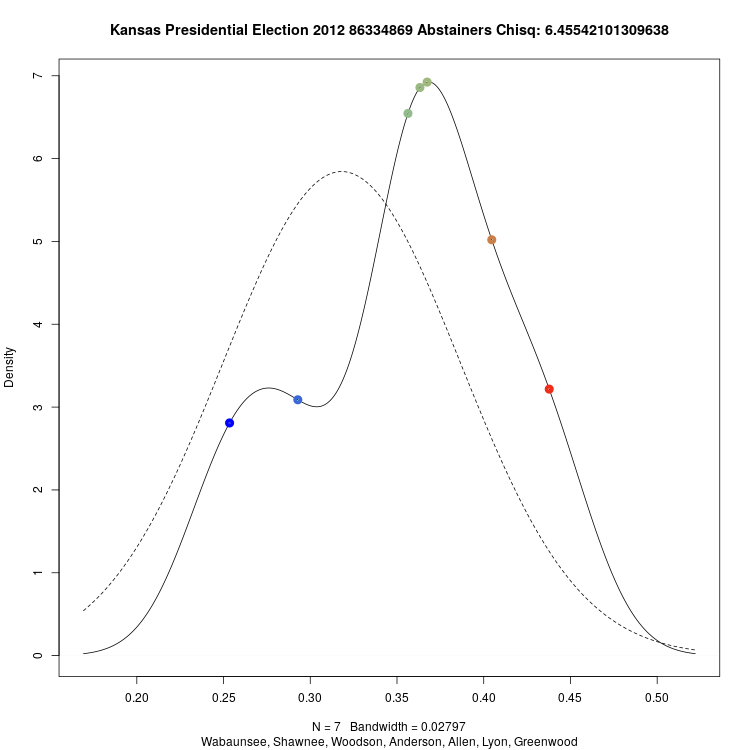 Kansas Presidential Election 2012 86334869 Abstainers Chisq: 6.45542101309638
Density
7
6
5
4
3
2
1
0
0.20 0.25 0.30 0.35 0.40 0.45 0.50
N = 7 Bandwidth = 0.02797
Wabaunsee, Shawnee, Woodson, Anderson, Allen, Lyon, Greenwood